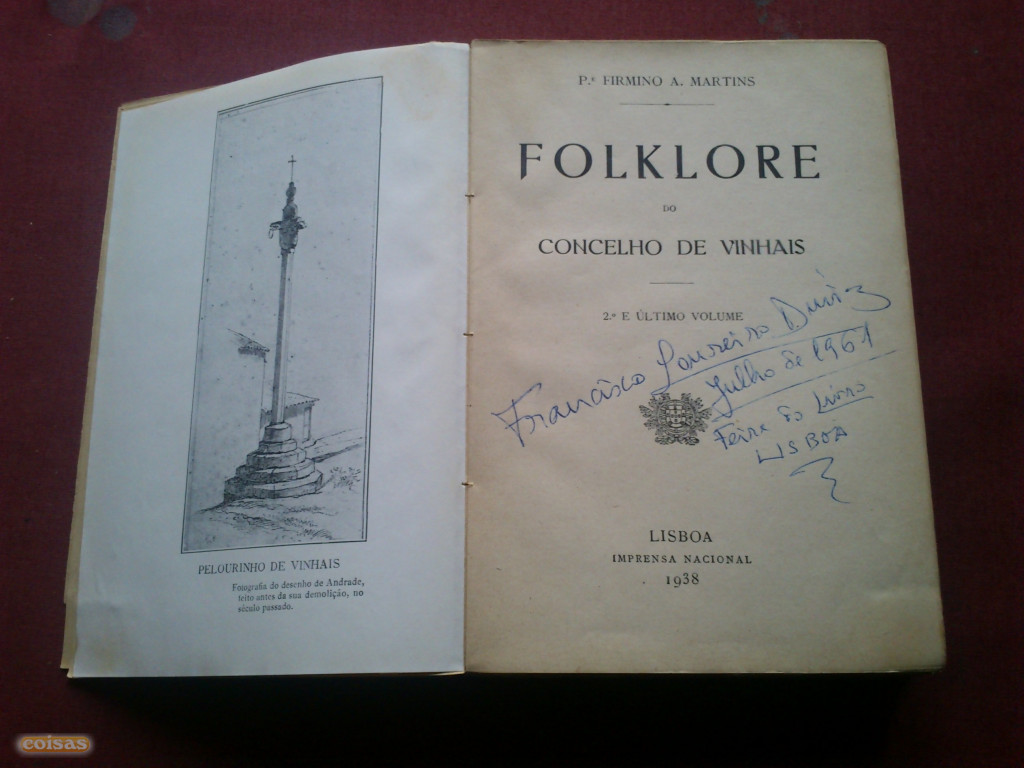 PELOURINHO DE VINHAIS
Fotografia do desenho de Andrade,
feito antes da sua demolição, no
século passado.
P.e FIRMINO A. MARTINS
FOLKLORE
DO
CONCELHO DE VINHAIS
2.º E ÚLTIMO VOLUME
Francisco Loureiro Diniz
Julho de 1961
Feira do Livro
LISBOA
LISBOA
IMPRENSA NACIONAL
1938
coisas